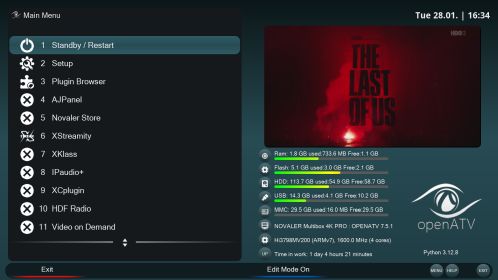 Main Menu
Tue 28.01. | 16:34
1 Standby / Restart
2 Setup
3 Plugin Browser
4 AJPanel
5 Novaler Store
6 XStreamity
7 XKlass
8 IPaudio+
9 XCplugin
10 HDF Radio
11 Video on Demand
HBO
THE
LAST
OF US
Ram: 1.8 GB used:733.6 MB Free:1.1 GB
Flash: 5.1 GB used:3.0 GB Free:2.1 GB
HDD: 113.7 GB used:54.9 GB Free:58.7 GB
USB: 14.3 GB used:4.1 GB Free:10.2 GB
MMC: 29.5 GB used:16.0 MB Free:29.5 GB
NOVALER Multibox 4K PRO : OPENATV 7.5.1
HI3798MV200 (ARMv7), 1600.0 MHz (4 cores)
Time in work: 1 day 4 hours 21 minutes
openATV
Python 3.12.8
Exit
Edit Mode On
MENU
HELP
EXIT